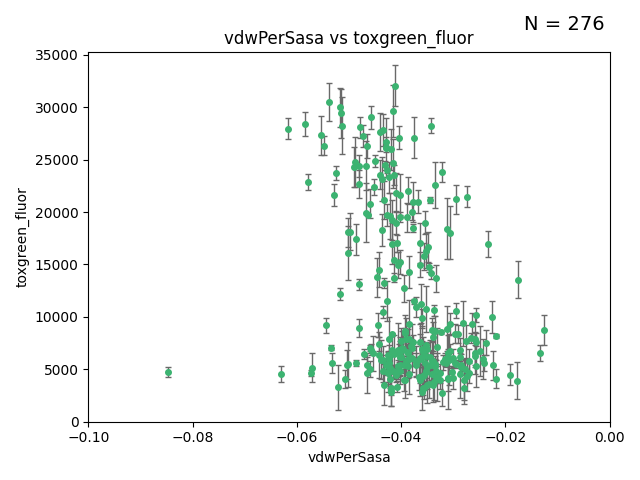 N = 276
vdwPerSasa vs toxgreen_fluor
35000
30000
25000
20000
15000
10000
5000
0
toxgreen_fluor
−0.10 −0.08 −0.06 −0.04 −0.02 0.00
vdwPerSasa